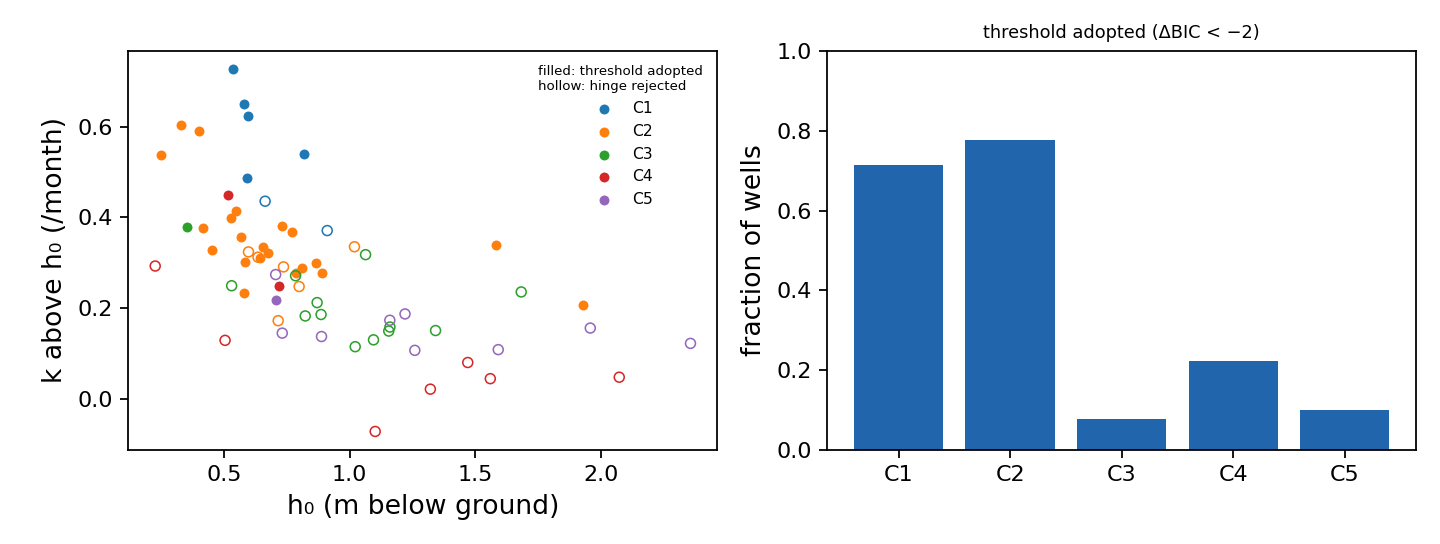 threshold adopted (ΔBIC < −2)
filled: threshold adopted
hollow: hinge rejected
C1
C2
C3
C4
C5
k above h₀ (/month)
0.6
0.4
0.2
0.0
0.5
1.0
1.5
2.0
h₀ (m below ground)
fraction of wells
1.0
0.8
0.6
0.4
0.2
0.0
C1
C2
C3
C4
C5